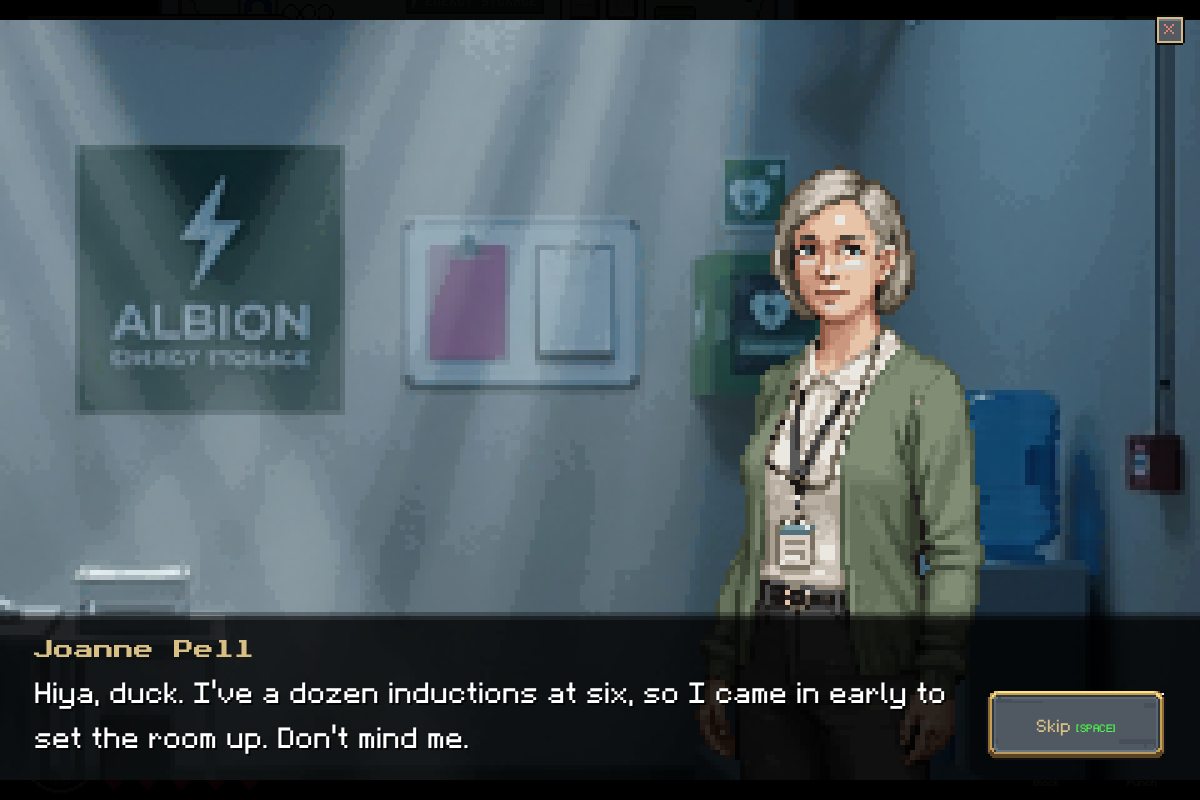 ALBION
Joanne Pell
Hiya, duck. I've a dozen inductions at six, so I came in early to
set the room up. Don't mind me.
Skip [SPACE]